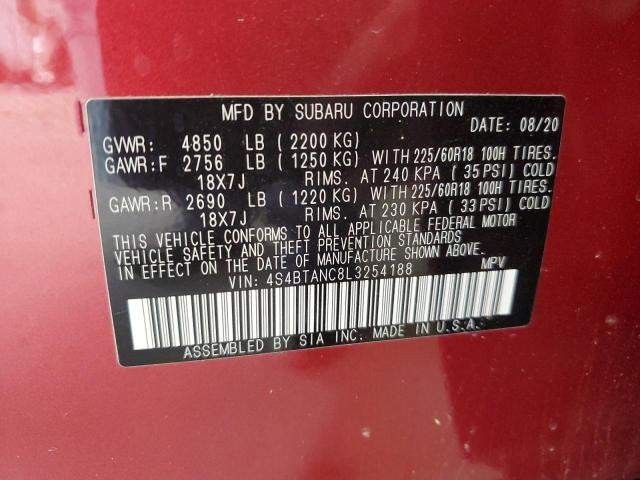 MFD BY SUBARU CORPORATION
DATE: 08/20
GVWR: 4850 LB (2200 KG)
GAWR:F 2756 LB (1250 KG) WITH 225/60R18 100H TIRES.
18X7J RIMS. AT 240 KPA (35 PSI) COLD
GAWR:R 2690 LB (1220 KG) WITH 225/60R18 100H TIRES.
18X7J RIMS. AT 230 KPA (33 PSI) COLD
THIS VEHICLE CONFORMS TO ALL APPLICABLE FEDERAL MOTOR
VEHICLE SAFETY AND THEFT PREVENTION STANDARDS
IN EFFECT ON THE DATE OF MANUFACTURE SHOWN ABOVE.
VIN: 4S4BTANC8L3254188 MPV
ASSEMBLED BY SIA INC. MADE IN U.S.A.